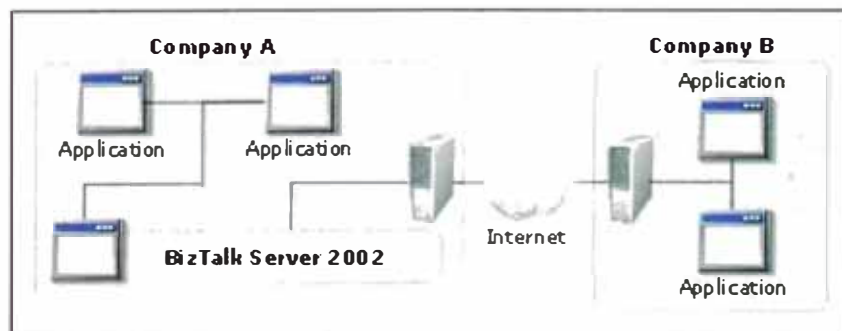 Company A
Company B
Application
Application
Application
Internet
BizTalk Server 2002
Application